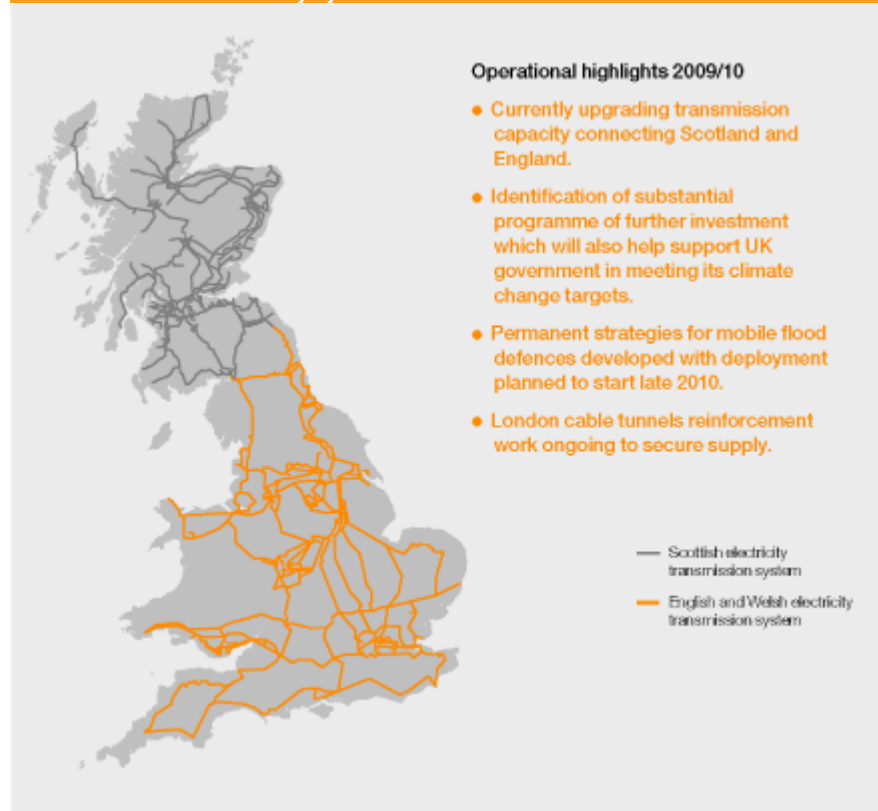 Operational highlights 2009/10
● Currently upgrading transmission
capacity connecting Scotland and
England.
● Identification of substantial
programme of further investment
which will also help support UK
government in meeting its climate
change targets.
● Permanent strategies for mobile flood
defences developed with deployment
planned to start late 2010.
● London cable tunnels reinforcement
work ongoing to secure supply.
Scottish electricity
transmission system
English and Welsh electricity
transmission system